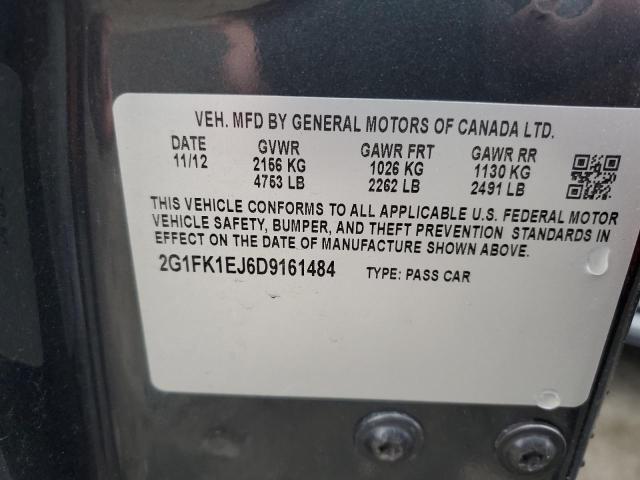 VEH. MFD BY GENERAL MOTORS OF CANADA LTD.
DATE GVWR GAWR FRT GAWR RR
11/12 2156 KG 1026 KG 1130 KG
4753 LB 2262 LB 2491 LB
THIS VEHICLE CONFORMS TO ALL APPLICABLE U.S. FEDERAL MOTOR
VEHICLE SAFETY, BUMPER, AND THEFT PREVENTION STANDARDS IN
EFFECT ON THE DATE OF MANUFACTURE SHOWN ABOVE.
2G1FK1EJ6D9161484 TYPE: PASS CAR